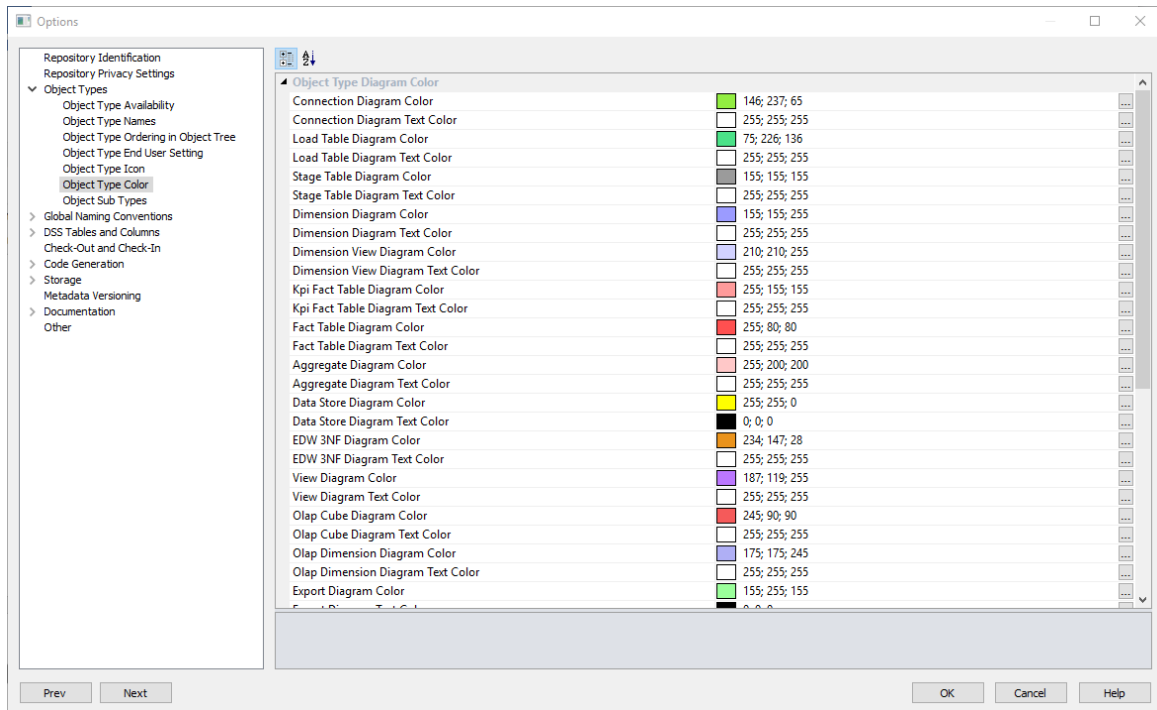 Options
Repository Identification
Repository Privacy Settings
Object Types
Object Type Availability
Object Type Names
Object Type Ordering in Object Tree
Object Type End User Setting
Object Type Icon
Object Type Color
Object Sub Types
Global Naming Conventions
DSS Tables and Columns
Check-Out and Check-In
Code Generation
Storage
Metadata Versioning
Documentation
Other
Object Type Diagram Color
Connection Diagram Color 146; 237; 65 ...
Connection Diagram Text Color 255; 255; 255 ...
Load Table Diagram Color 75; 226; 136 ...
Load Table Diagram Text Color 255; 255; 255 ...
Stage Table Diagram Color 155; 155; 155 ...
Stage Table Diagram Text Color 255; 255; 255 ...
Dimension Diagram Color 155; 155; 255 ...
Dimension Diagram Text Color 255; 255; 255 ...
Dimension View Diagram Color 210; 210; 255 ...
Dimension View Diagram Text Color 255; 255; 255 ...
Kpi Fact Table Diagram Color 255; 155; 155 ...
Kpi Fact Table Diagram Text Color 255; 255; 255 ...
Fact Table Diagram Color 255; 80; 80 ...
Fact Table Diagram Text Color 255; 255; 255 ...
Aggregate Diagram Color 255; 200; 200 ...
Aggregate Diagram Text Color 255; 255; 255 ...
Data Store Diagram Color 255; 255; 0 ...
Data Store Diagram Text Color 0; 0; 0 ...
EDW 3NF Diagram Color 234; 147; 28 ...
EDW 3NF Diagram Text Color 255; 255; 255 ...
View Diagram Color 187; 119; 255 ...
View Diagram Text Color 255; 255; 255 ...
Olap Cube Diagram Color 245; 90; 90 ...
Olap Cube Diagram Text Color 255; 255; 255 ...
Olap Dimension Diagram Color 175; 175; 245 ...
Olap Dimension Diagram Text Color 255; 255; 255 ...
Export Diagram Color 155; 255; 155 ...
Prev Next OK Cancel Help